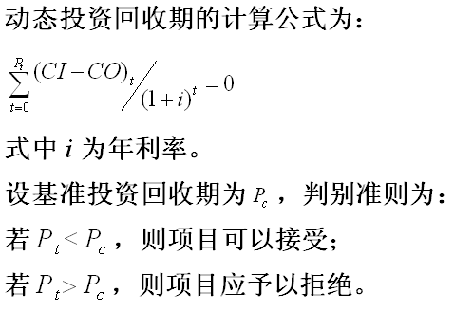 动态投资回收期的计算公式为：
\sum_{t=0}^{P_t} (CI-CO)_t / (1+i)^t - 0
式中 i 为年利率。
设基准投资回收期为 P_c ，判别准则为：
若 P_t < P_c ，则项目可以接受；
若 P_t > P_c ，则项目应予以拒绝。